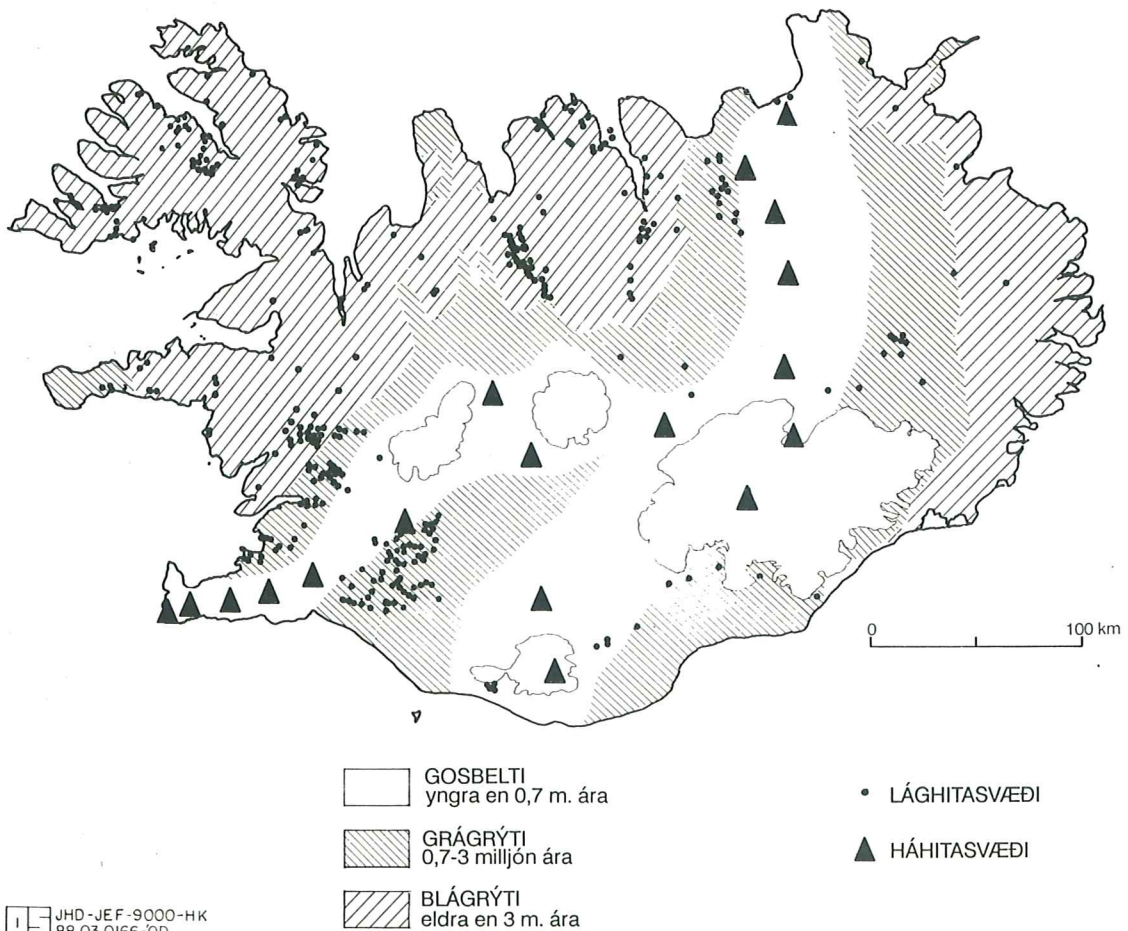 0 100 km
GOSBELTI
yngra en 0,7 m. ára
GRÁGRÝTI
0,7-3 milljón ára
BLÁGRÝTI
eldra en 3 m. ára
LÁGHITASVÆÐI
HÁHITASVÆÐI
JHD-JEF-9000-HK